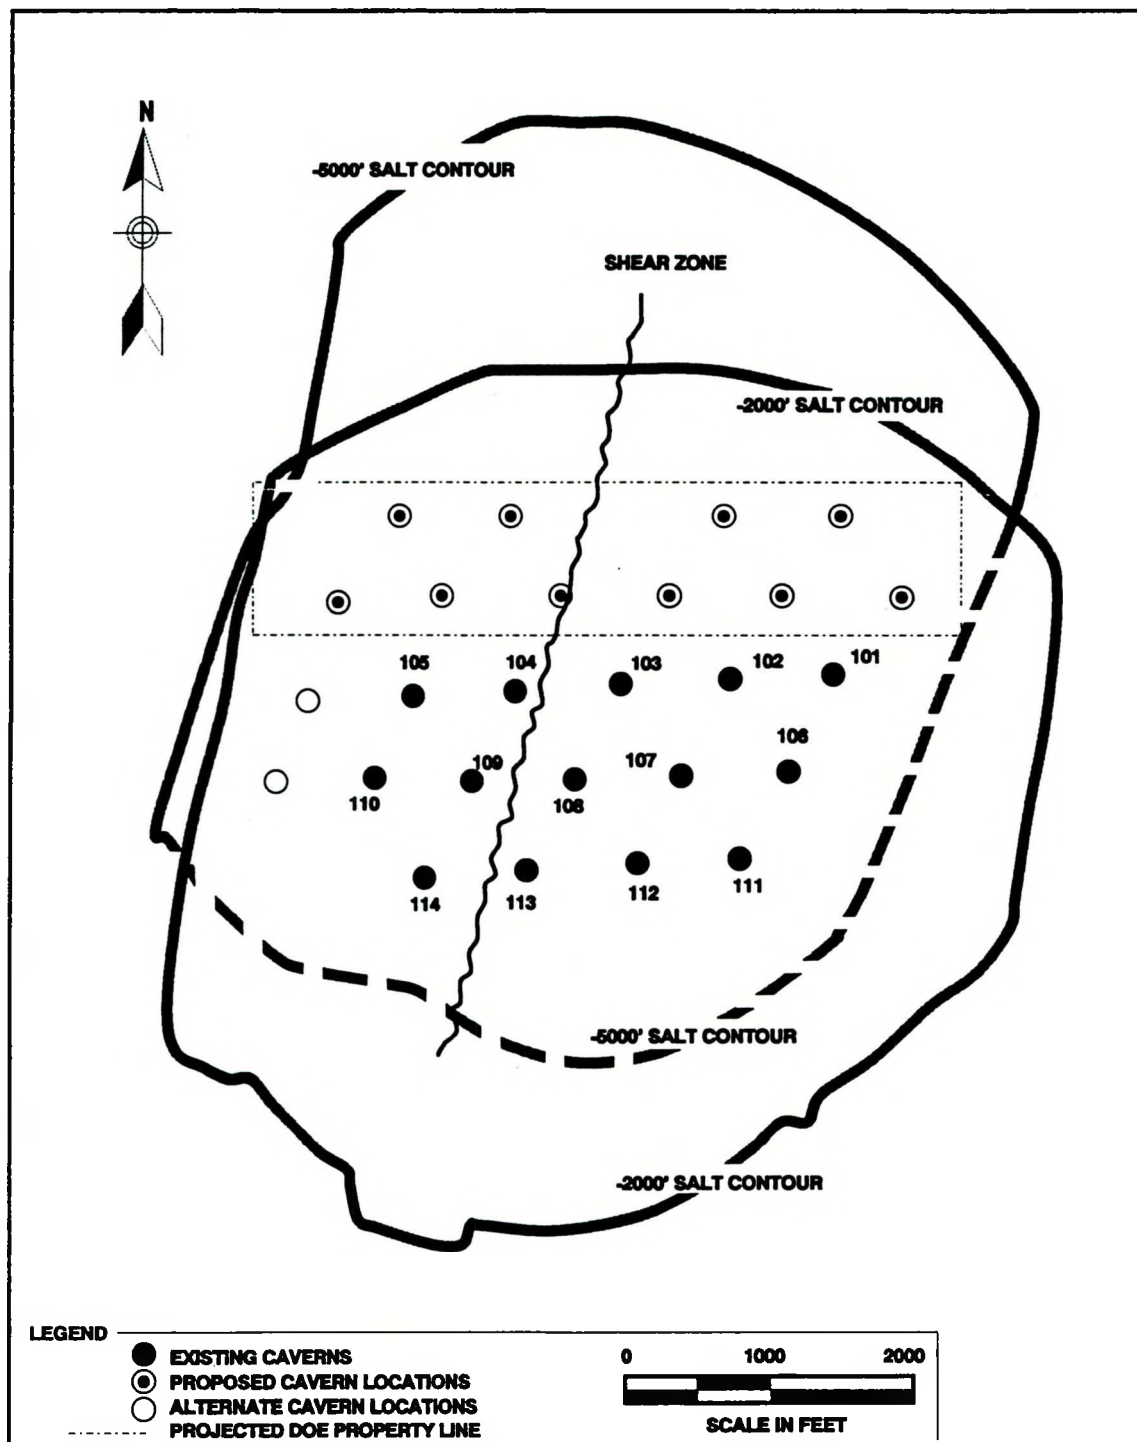 N
-5000' SALT CONTOUR
SHEAR ZONE
-2000' SALT CONTOUR
105
104
103
102
101
110
109
108
107
106
114
113
112
111
-5000' SALT CONTOUR
-2000' SALT CONTOUR
LEGEND
EXISTING CAVERNS
PROPOSED CAVERN LOCATIONS
ALTERNATE CAVERN LOCATIONS
PROJECTED DOE PROPERTY LINE
0 1000 2000
SCALE IN FEET